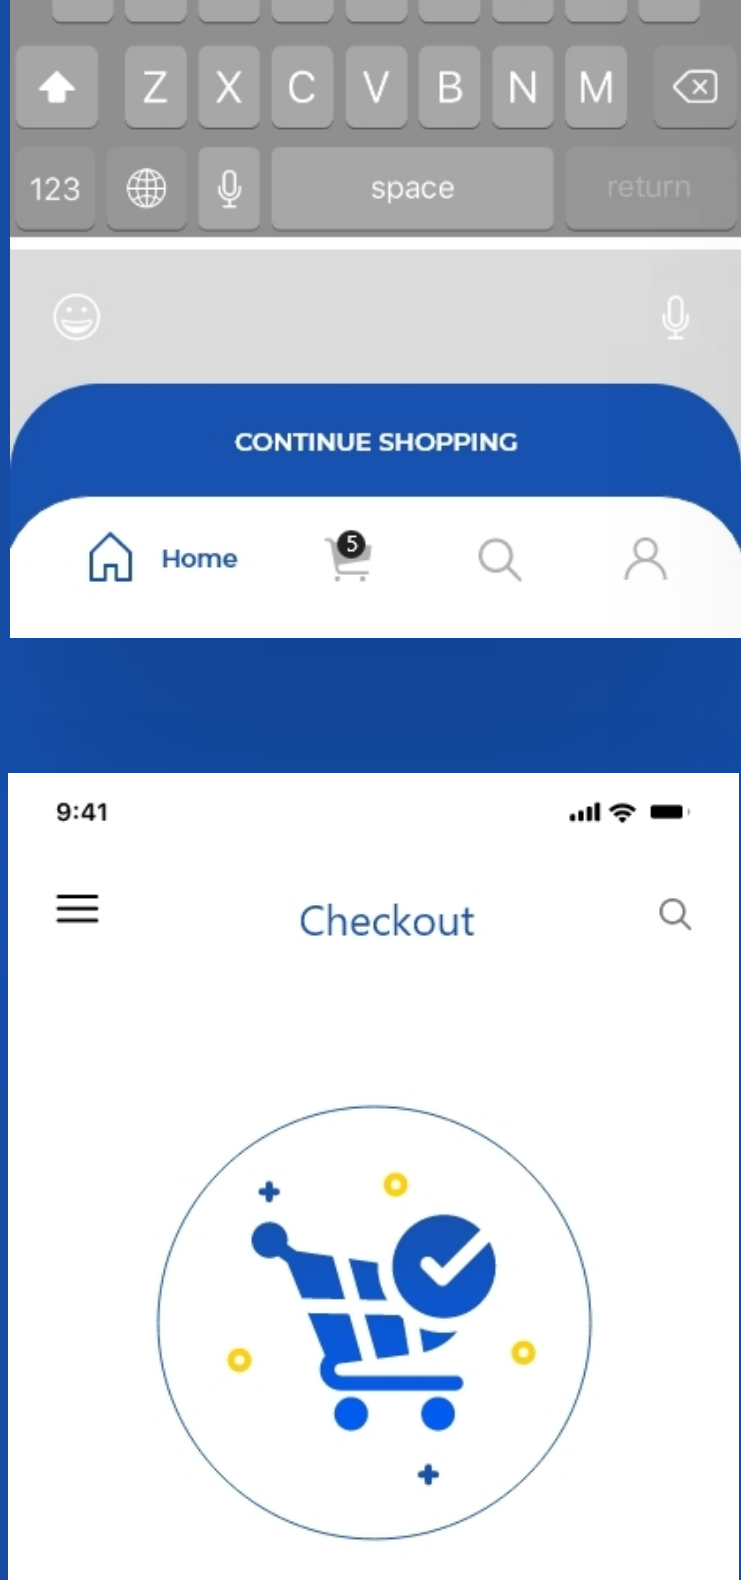 Z X C V B N M
123 space return
CONTINUE SHOPPING
Home 5
9:41
Checkout